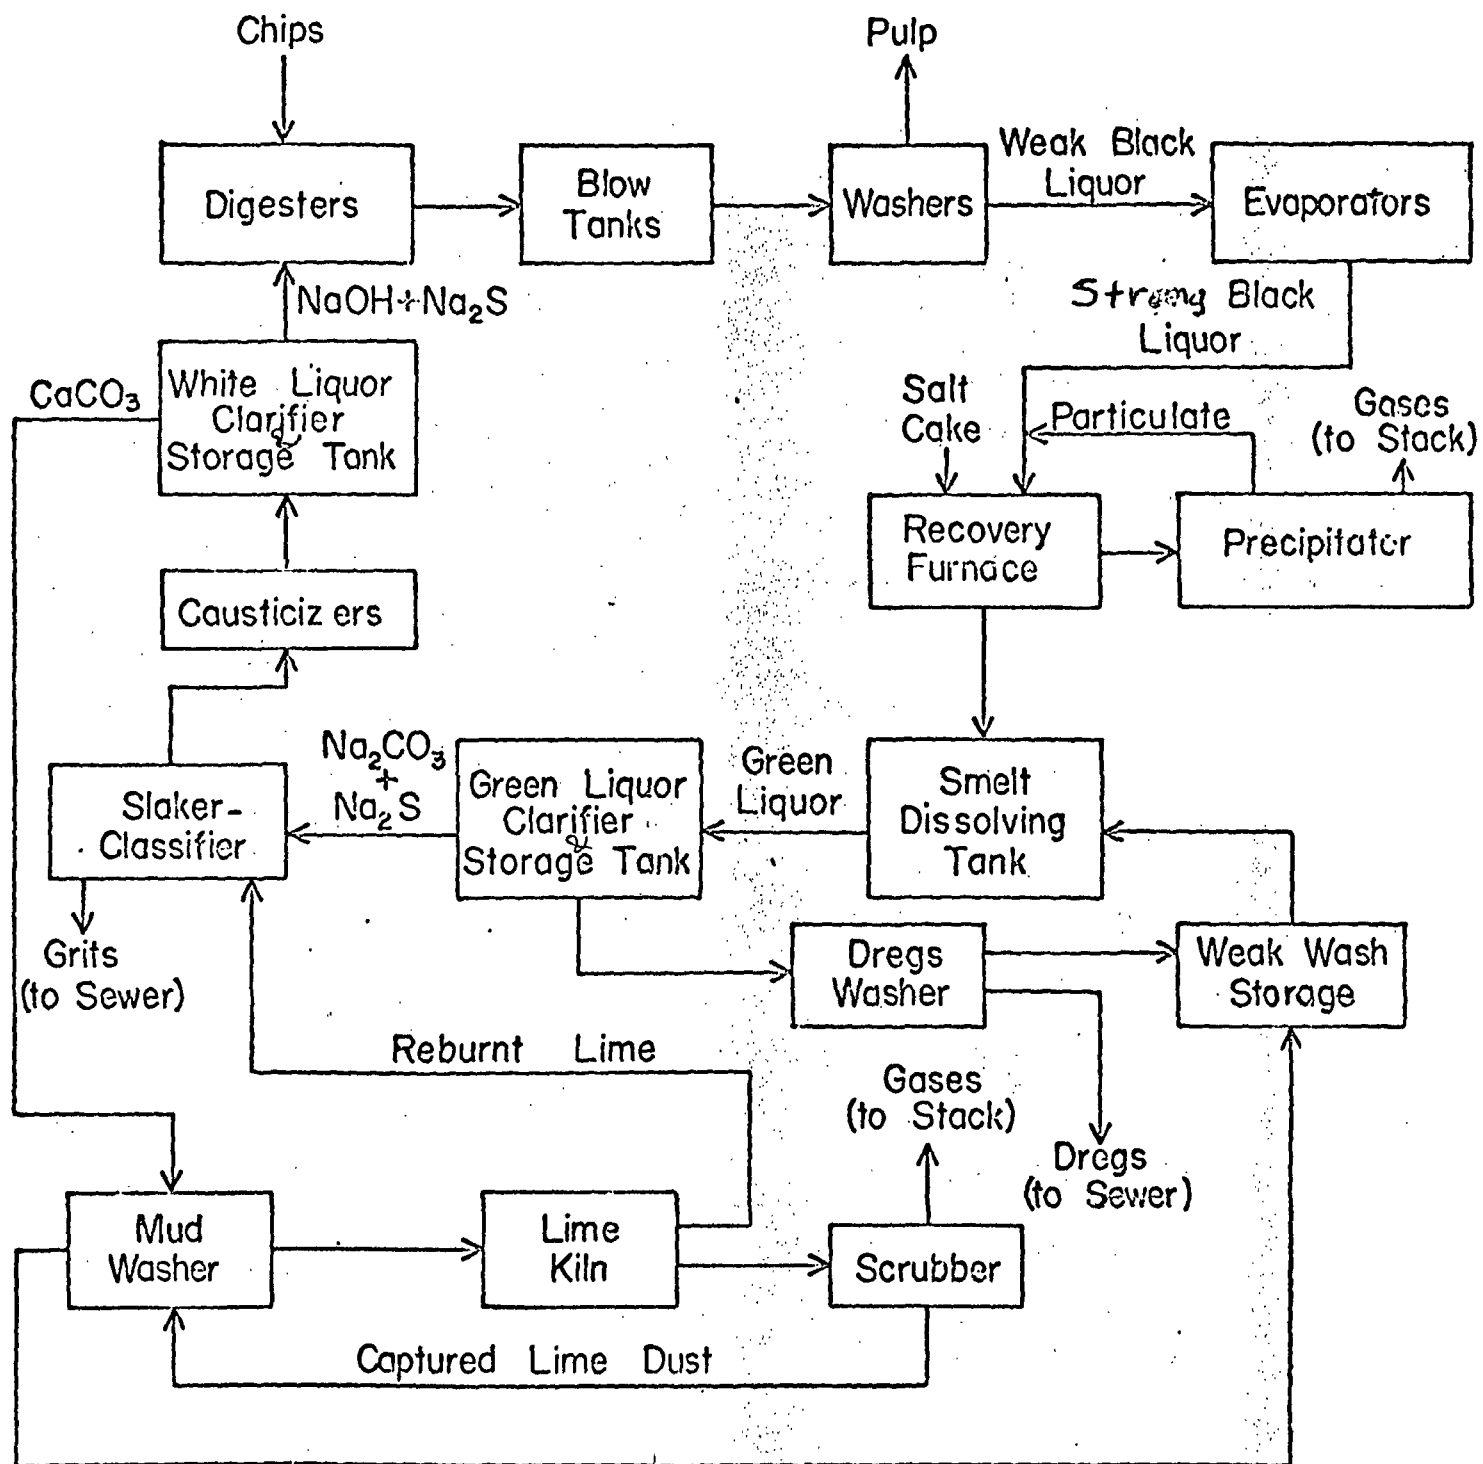 Chips
Pulp
Digesters
Blow
Tanks
Washers
Weak Black
Liquor
Evaporators
NaOH+Na₂S
Strong Black
Liquor
CaCO₃
White Liquor
Clarifier
&
Storage Tank
Salt
Cake
Particulate
Gases
(to Stack)
Recovery
Furnace
Precipitator
Causticizers
Slaker-
Classifier
Na₂CO₃
+
Na₂S
Green Liquor
Clarifier
&
Storage Tank
Green
Liquor
Smelt
Dissolving
Tank
Grits
(to Sewer)
Dregs
Washer
Weak Wash
Storage
Reburnt Lime
Gases
(to Stack)
Dregs
(to Sewer)
Mud
Washer
Lime
Kiln
Scrubber
Captured Lime Dust